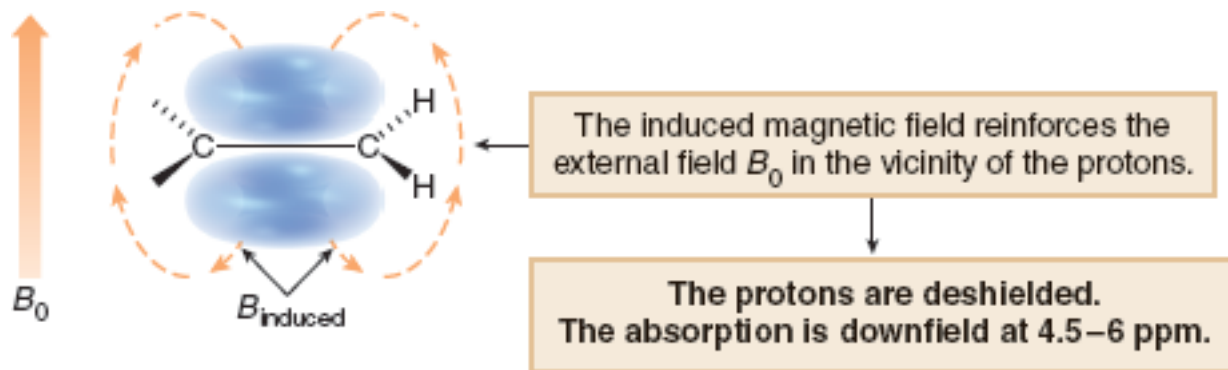 H
C
C
H
B0
Binduced
The induced magnetic field reinforces the
external field B0 in the vicinity of the protons.
The protons are deshielded.
The absorption is downfield at 4.5–6 ppm.